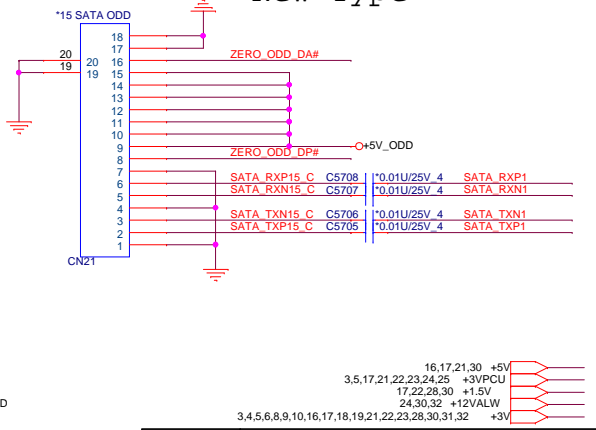 New Type
*15 SATA ODD
18
17
20 20 16 ZERO_ODD_DA#
19 19 15
14
13
12
11
10
9 +5V_ODD
8 ZERO_ODD_DP#
7
6 SATA_RXP15_C C5708 *0.01U/25V_4 SATA_RXP1
5 SATA_RXN15_C C5707 *0.01U/25V_4 SATA_RXN1
4
3 SATA_TXN15_C C5706 *0.01U/25V_4 SATA_TXN1
2 SATA_TXP15_C C5705 *0.01U/25V_4 SATA_TXP1
1
CN21
16,17,21,30 +5V
3,5,17,21,22,23,24,25 +3VPCU
17,22,28,30 +1.5V
D 24,30,32 +12VALW
3,4,5,6,8,9,10,16,17,18,19,21,22,23,28,30,31,32 +3V